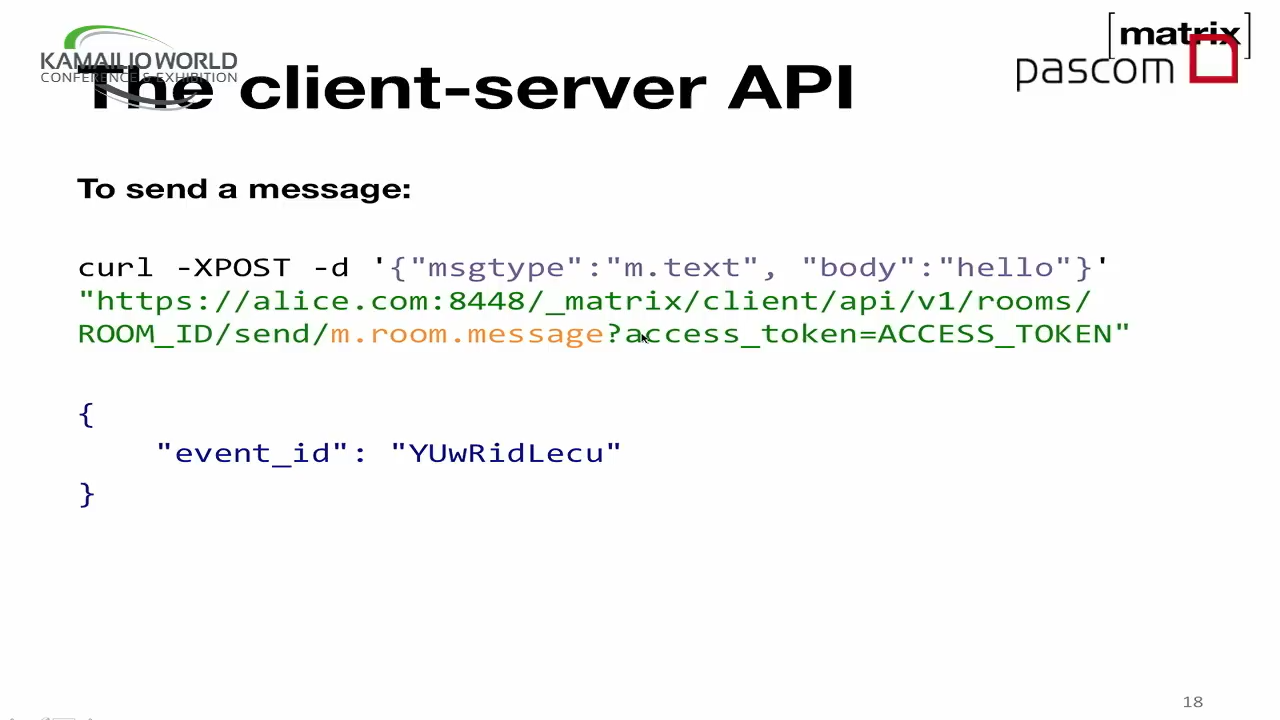 KAMAILIO WORLD
CONFERENCE & EXHIBITION
[matrix]
pascom
The client-server API
To send a message:
curl -XPOST -d '{"msgtype":"m.text", "body":"hello"}'
"https://alice.com:8448/_matrix/client/api/v1/rooms/
ROOM_ID/send/m.room.message?access_token=ACCESS_TOKEN"
{
"event_id": "YUwRidLecu"
}
18